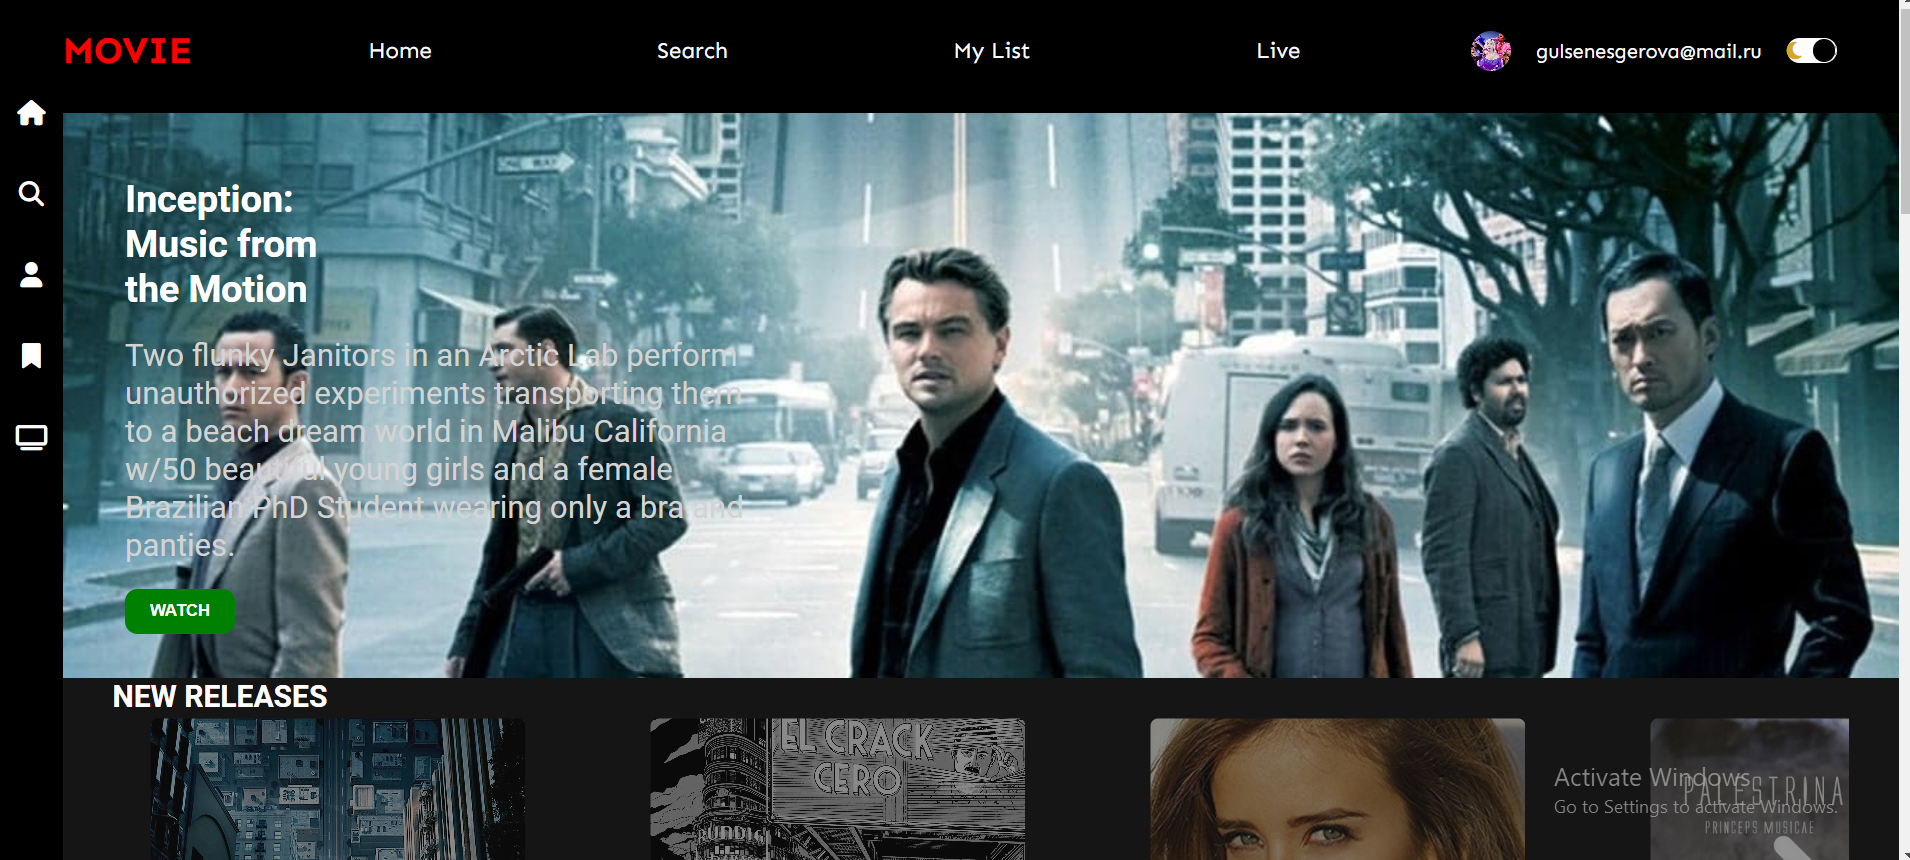 MOVIE
Home
Search
My List
Live
gulsenesgerova@mail.ru
ONE WAY
Inception:
Music from
the Motion
Two flunky Janitors in an Arctic Lab perform
unauthorized experiments transporting them
to a beach dream world in Malibu California
w/50 beautiful young girls and a female
Brazilian PhD Student wearing only a bra and
panties.
WATCH
NEW RELEASES
EL CRACK
CERO
Activate Windows
Go to Settings to activate Windows.
PALESTRINA
PRINCEPS MUSICAE